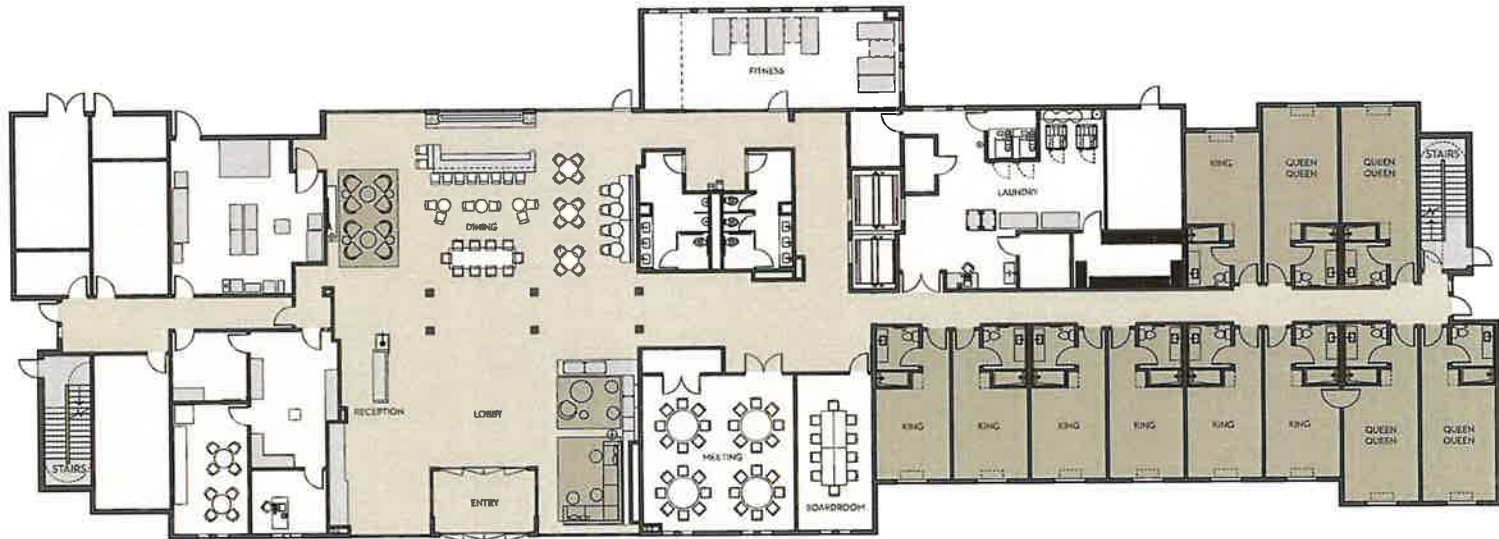 FITNESS
STAIRS
KING
QUEEN
QUEEN
QUEEN
QUEEN
LAUNDRY
DINING
RECEPTION
LOBBY
STAIRS
ENTRY
MEETING
BOARDROOM
KING
KING
KING
KING
KING
KING
QUEEN
QUEEN
QUEEN
QUEEN